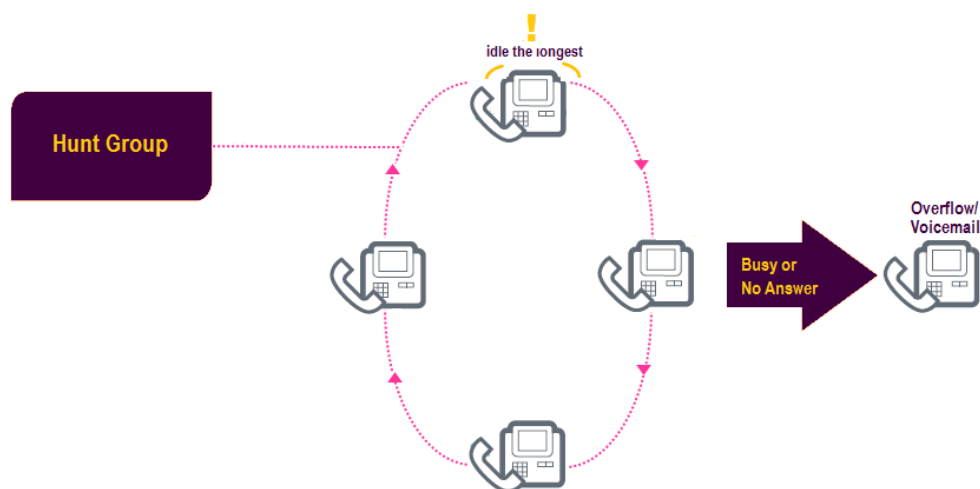 !
idle the longest
Hunt Group
Overflow/
Voicemail
Busy or
No Answer